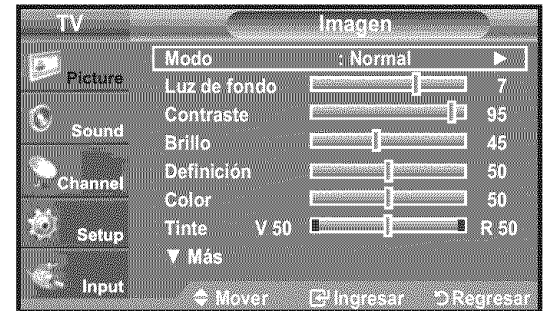 TV Imagen
Picture
Sound
Channel
Setup
Input
Modo : Normal
Luz de fondo 7
Contraste 95
Brillo 45
Definición 50
Color 50
Tinte V 50 R 50
▼ Más
Mover Ingresar Regresar